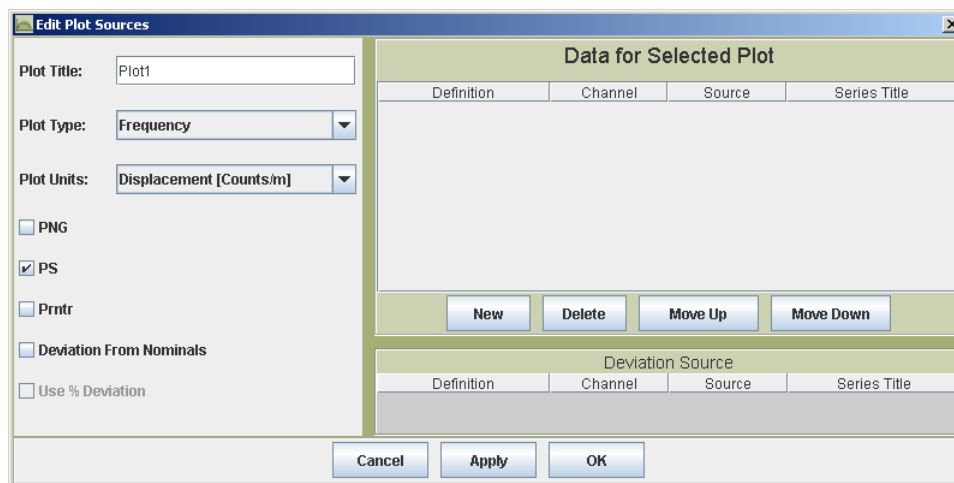 Edit Plot Sources
Plot Title: Plot1
Plot Type: Frequency
Plot Units: Displacement [Counts/m]
PNG
PS
Prntr
Deviation From Nominals
Use % Deviation
Data for Selected Plot
Definition Channel Source Series Title
New Delete Move Up Move Down
Deviation Source
Definition Channel Source Series Title
Cancel Apply OK